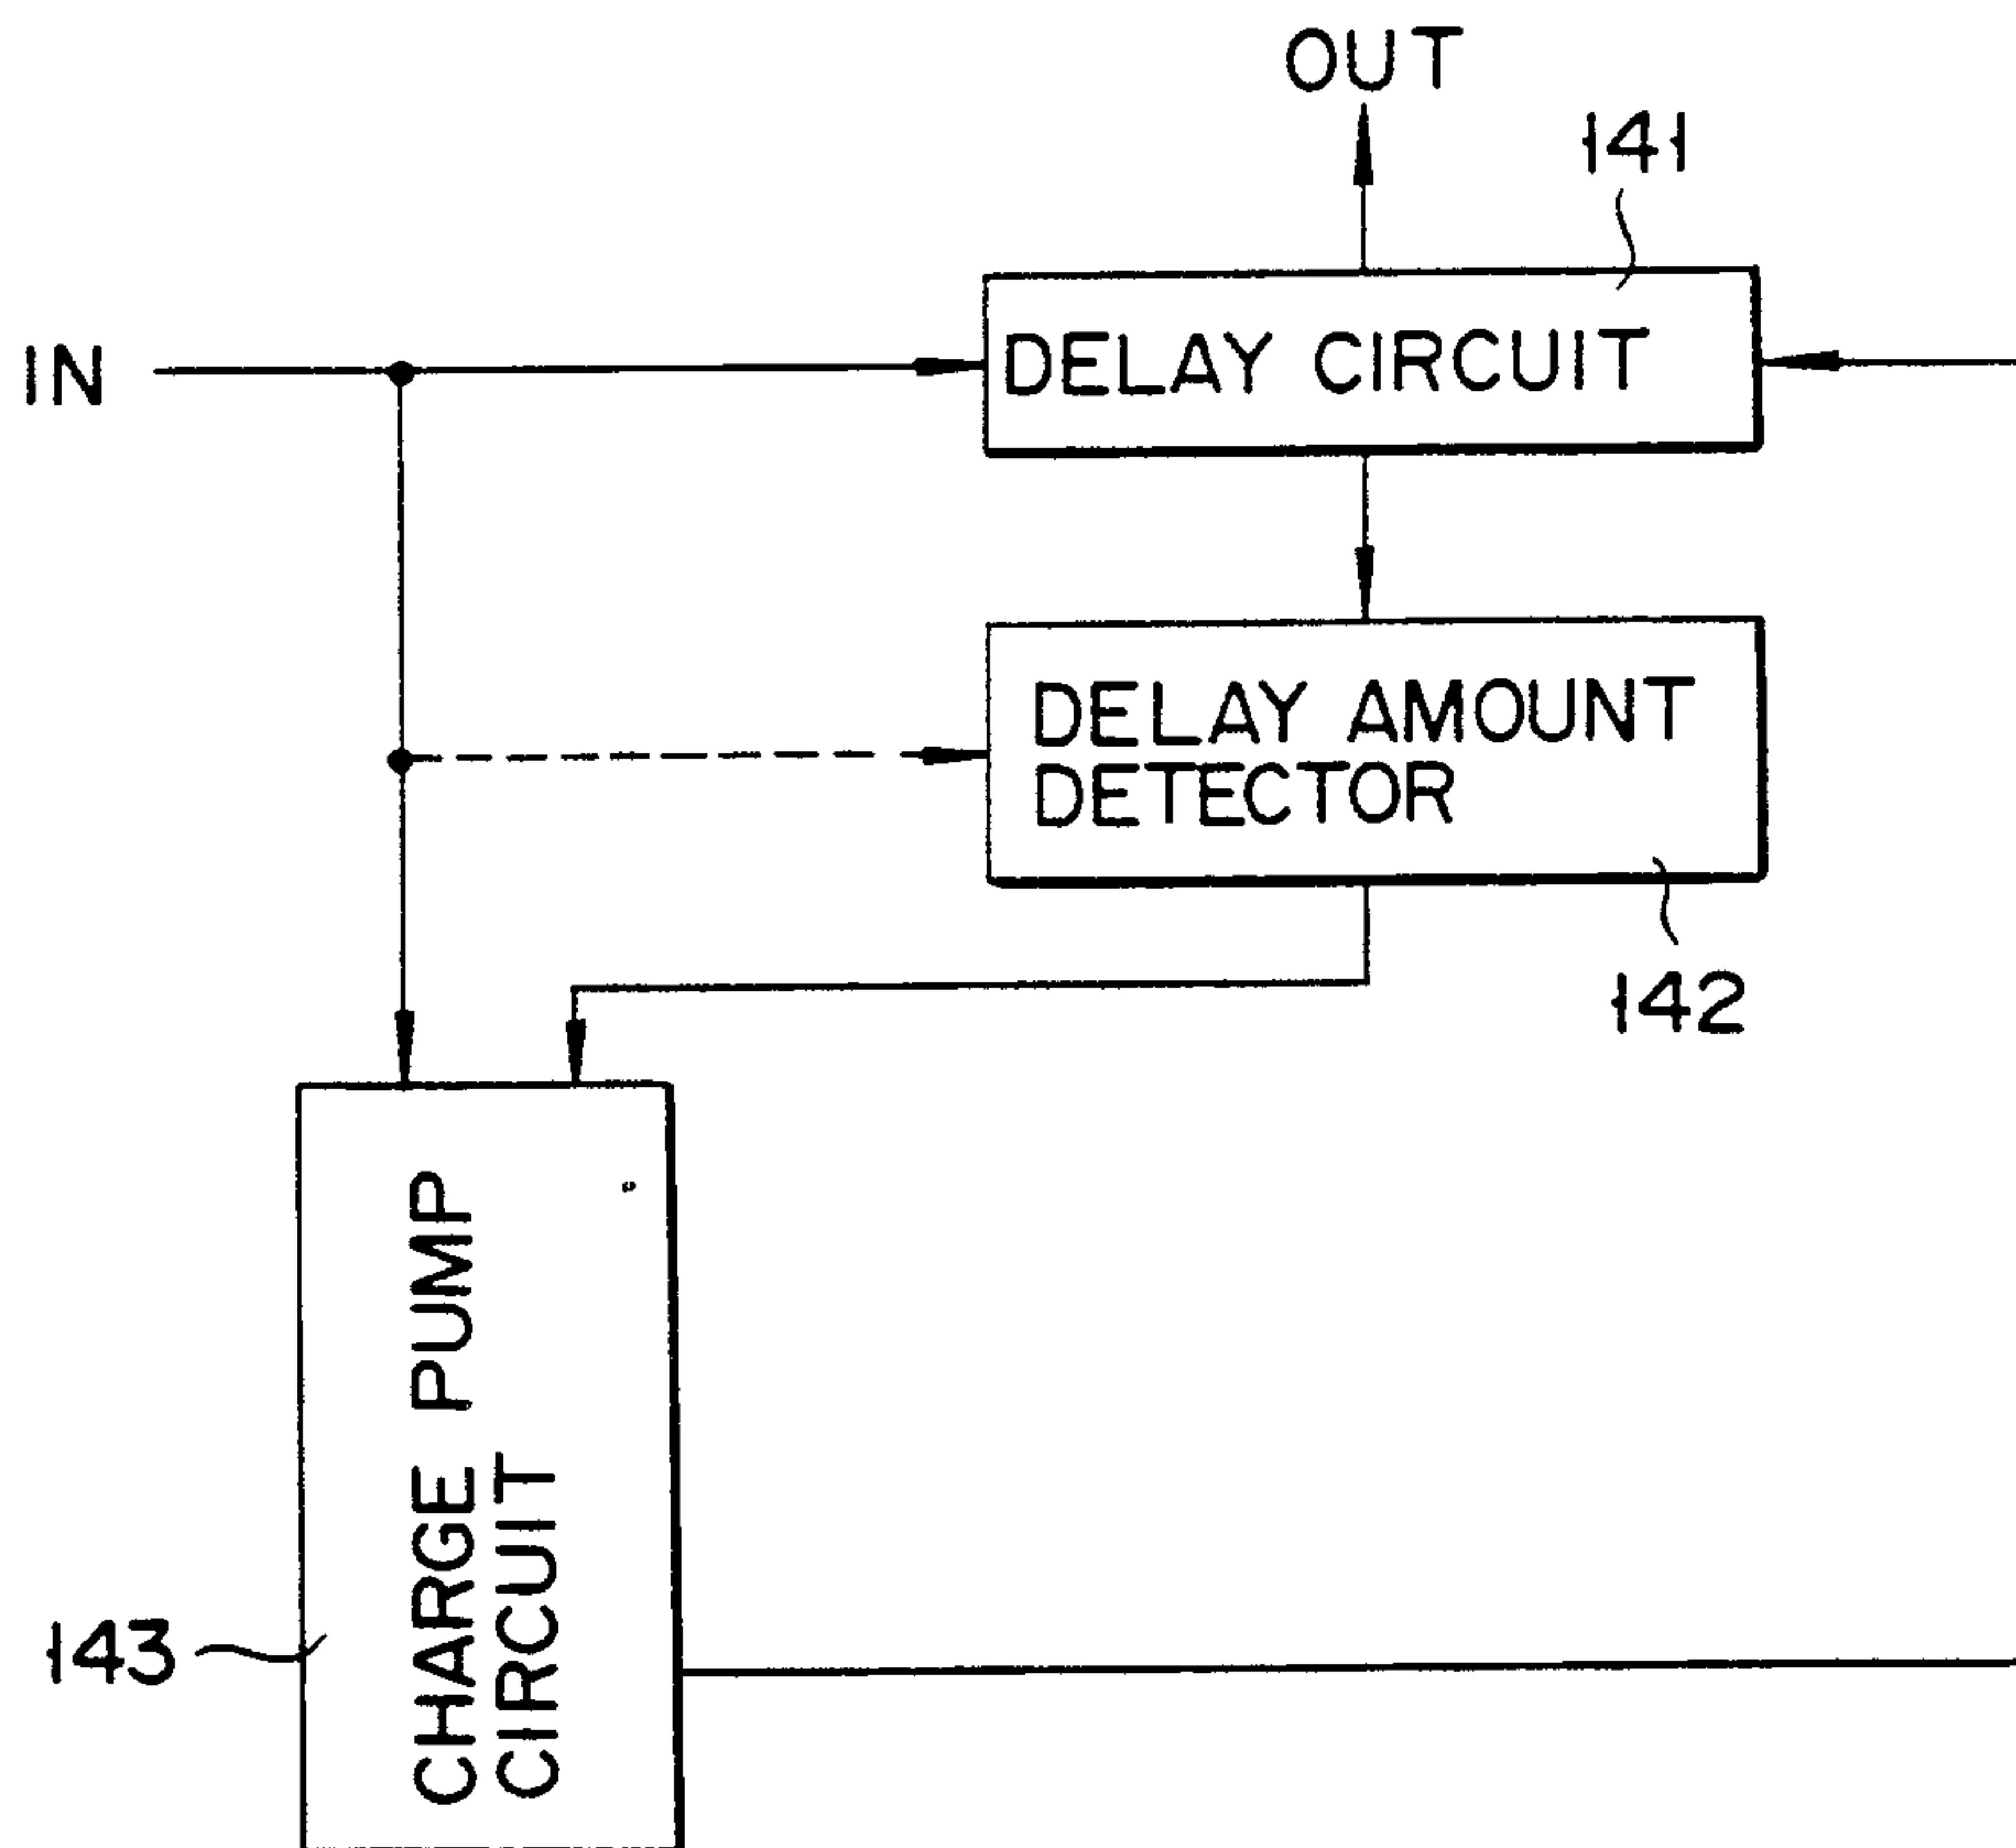 OUT
141
IN
DELAY CIRCUIT
DELAY AMOUNT
DETECTOR
142
CHARGE PUMP
CIRCUIT
143